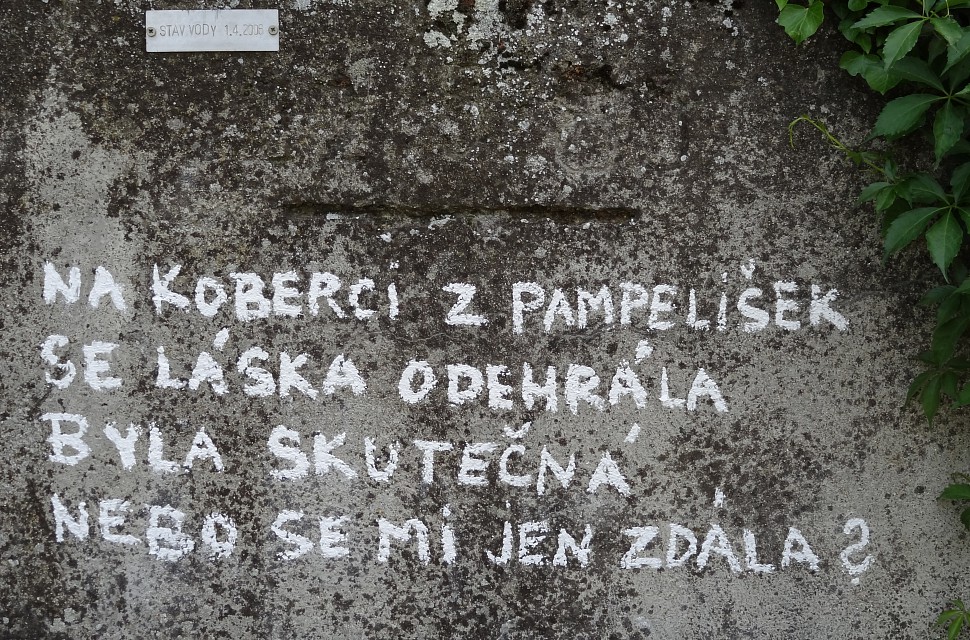 STAV VODY 1.4.2006
NA KOBERCi Z PAMPELiŠEK
SE LÁSKA ODEHRÁLA
BYLA SKUTEČNÁ
NEBO SE Mi JEN ZDÁLA ?